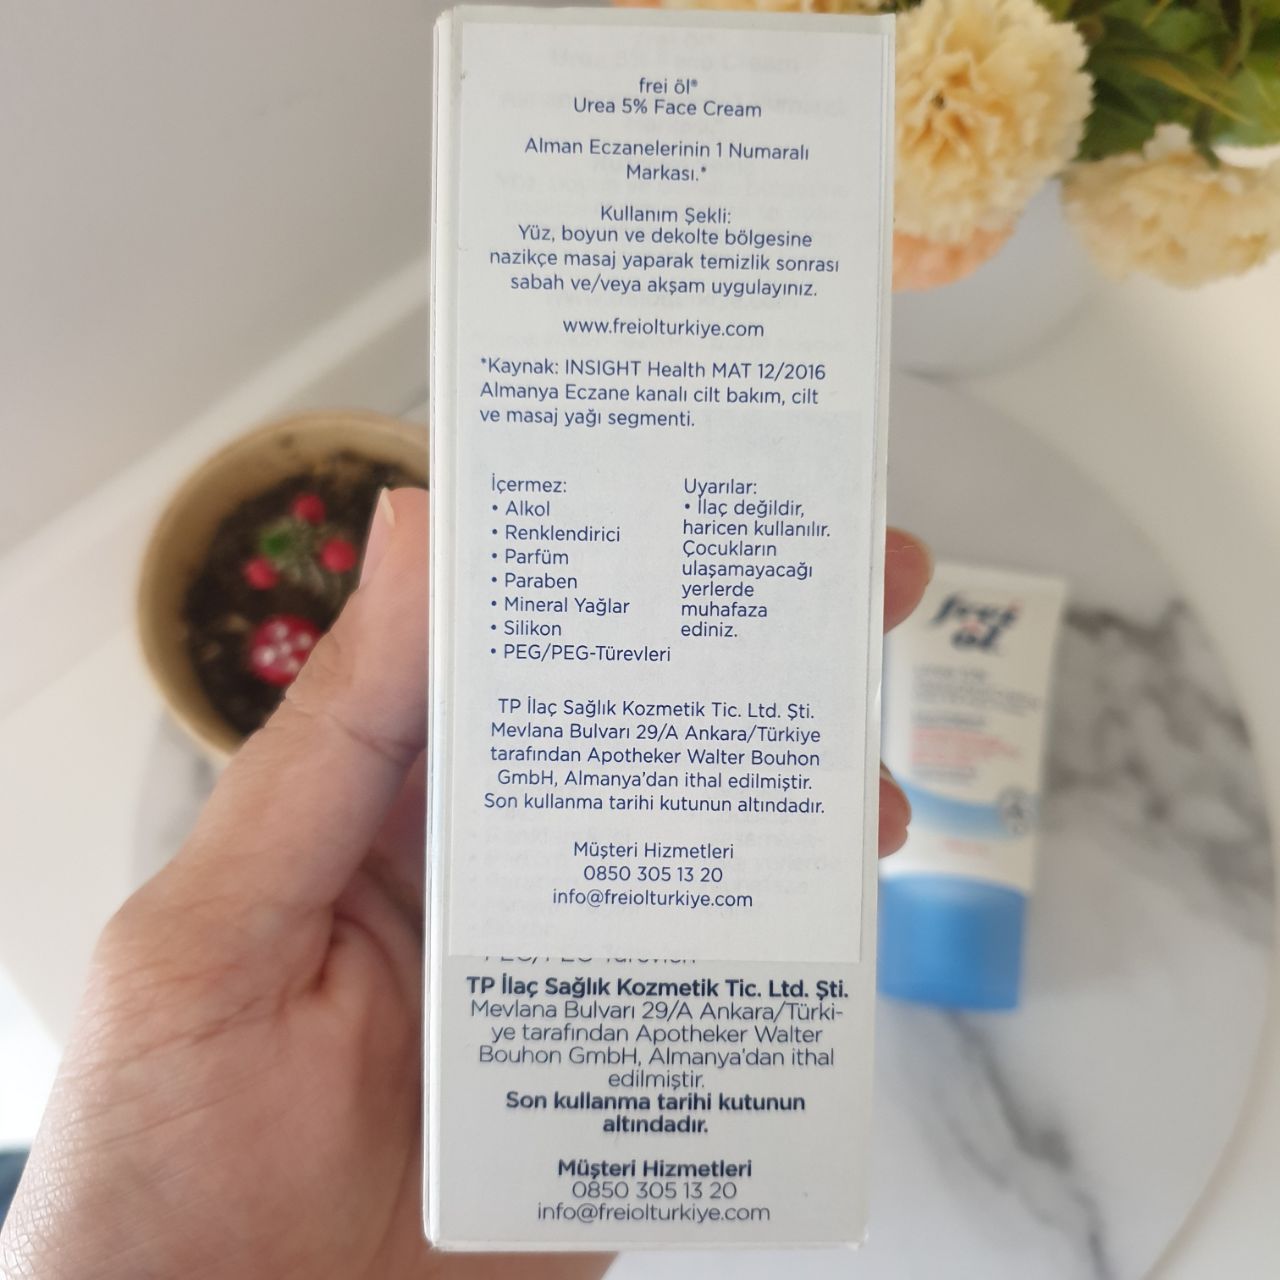 frei öl®
Urea 5% Face Cream
Alman Eczanelerinin 1 Numaralı
Markası.*
Kullanım Şekli:
Yüz, boyun ve dekolte bölgesine
nazikçe masaj yaparak temizlik sonrası
sabah ve/veya akşam uygulayınız.
www.freiolturkiye.com
*Kaynak: INSIGHT Health MAT 12/2016
Almanya Eczane kanalı cilt bakım, cilt
ve masaj yağı segmenti.
İçermez:
• Alkol
• Renklendirici
• Parfüm
• Paraben
• Mineral Yağlar
• Silikon
• PEG/PEG-Türevleri
Uyarılar:
• İlaç değildir,
haricen kullanılır.
Çocukların
ulaşamayacağı
yerlerde
muhafaza
ediniz.
TP İlaç Sağlık Kozmetik Tic. Ltd. Şti.
Mevlana Bulvarı 29/A Ankara/Türkiye
tarafından Apotheker Walter Bouhon
GmbH, Almanya'dan ithal edilmiştir.
Son kullanma tarihi kutunun altındadır.
Müşteri Hizmetleri
0850 305 13 20
info@freiolturkiye.com
TP İlaç Sağlık Kozmetik Tic. Ltd. Şti.
Mevlana Bulvarı 29/A Ankara/Türki-
ye tarafından Apotheker Walter
Bouhon GmbH, Almanya'dan ithal
edilmiştir.
Son kullanma tarihi kutunun
altındadır.
Müşteri Hizmetleri
0850 305 13 20
info@freiolturkiye.com
frei
öl